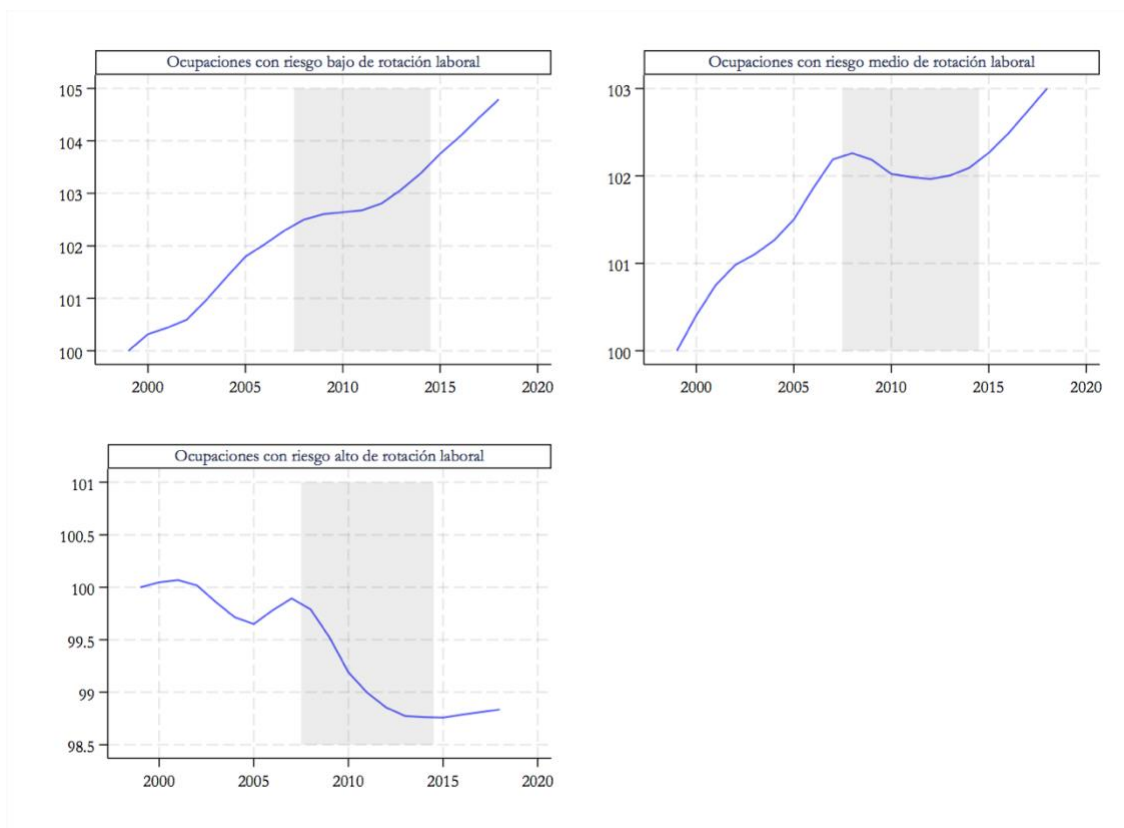 Ocupaciones con riesgo bajo de rotación laboral
105
104
103
102
101
100
2000 2005 2010 2015 2020
Ocupaciones con riesgo medio de rotación laboral
103
102
101
100
2000 2005 2010 2015 2020
Ocupaciones con riesgo alto de rotación laboral
101
100.5
100
99.5
99
98.5
2000 2005 2010 2015 2020